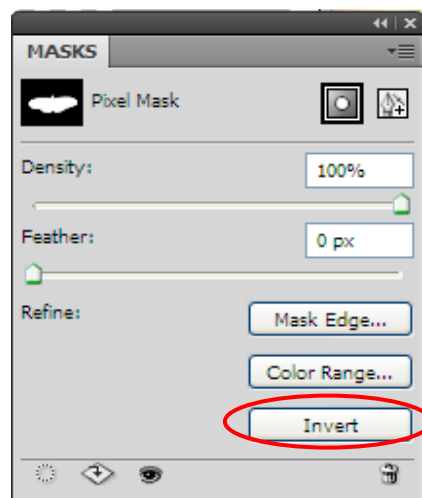 MASKS
Pixel Mask
Density: 100%
Feather: 0 px
Refine: Mask Edge...
Color Range...
Invert